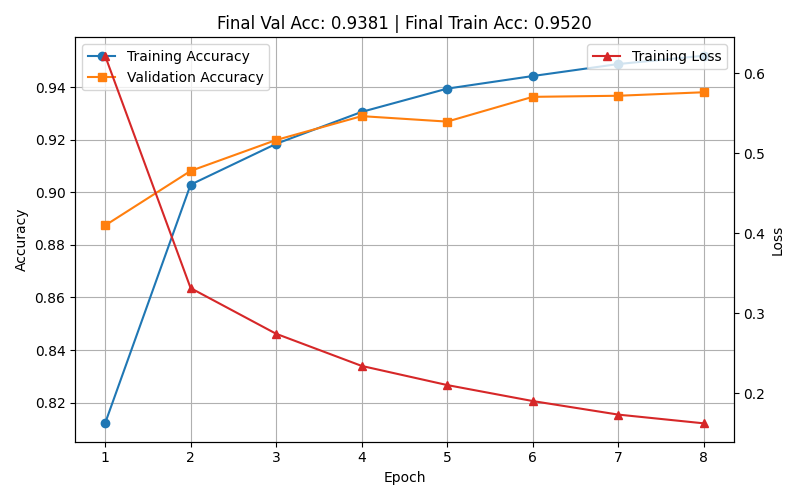 Final Val Acc: 0.9381 | Final Train Acc: 0.9520
Training Accuracy
Validation Accuracy
Training Loss
0.94
0.92
0.90
0.88
0.86
0.84
0.82
Accuracy
0.6
0.5
0.4
0.3
0.2
Loss
1 2 3 4 5 6 7 8
Epoch